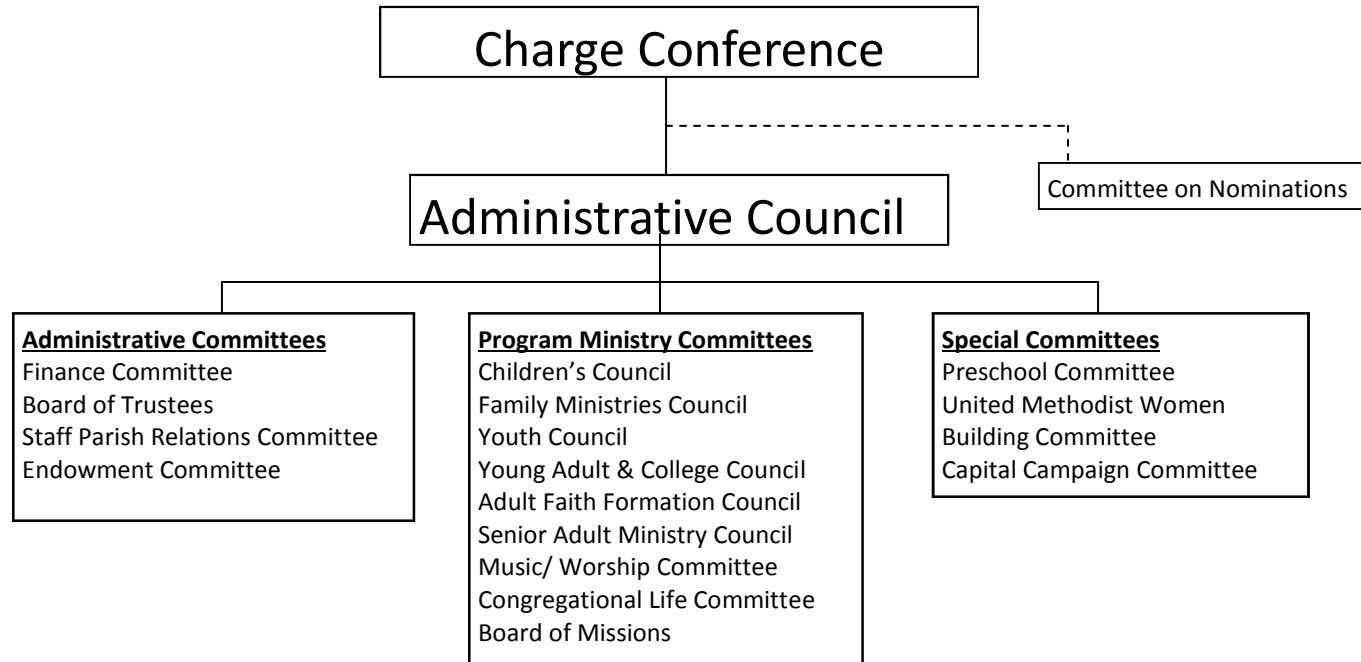 Charge Conference
Committee on Nominations
Administrative Council
Administrative Committees
Finance Committee
Board of Trustees
Staff Parish Relations Committee
Endowment Committee
Program Ministry Committees
Children’s Council
Family Ministries Council
Youth Council
Young Adult & College Council
Adult Faith Formation Council
Senior Adult Ministry Council
Music/ Worship Committee
Congregational Life Committee
Board of Missions
Special Committees
Preschool Committee
United Methodist Women
Building Committee
Capital Campaign Committee